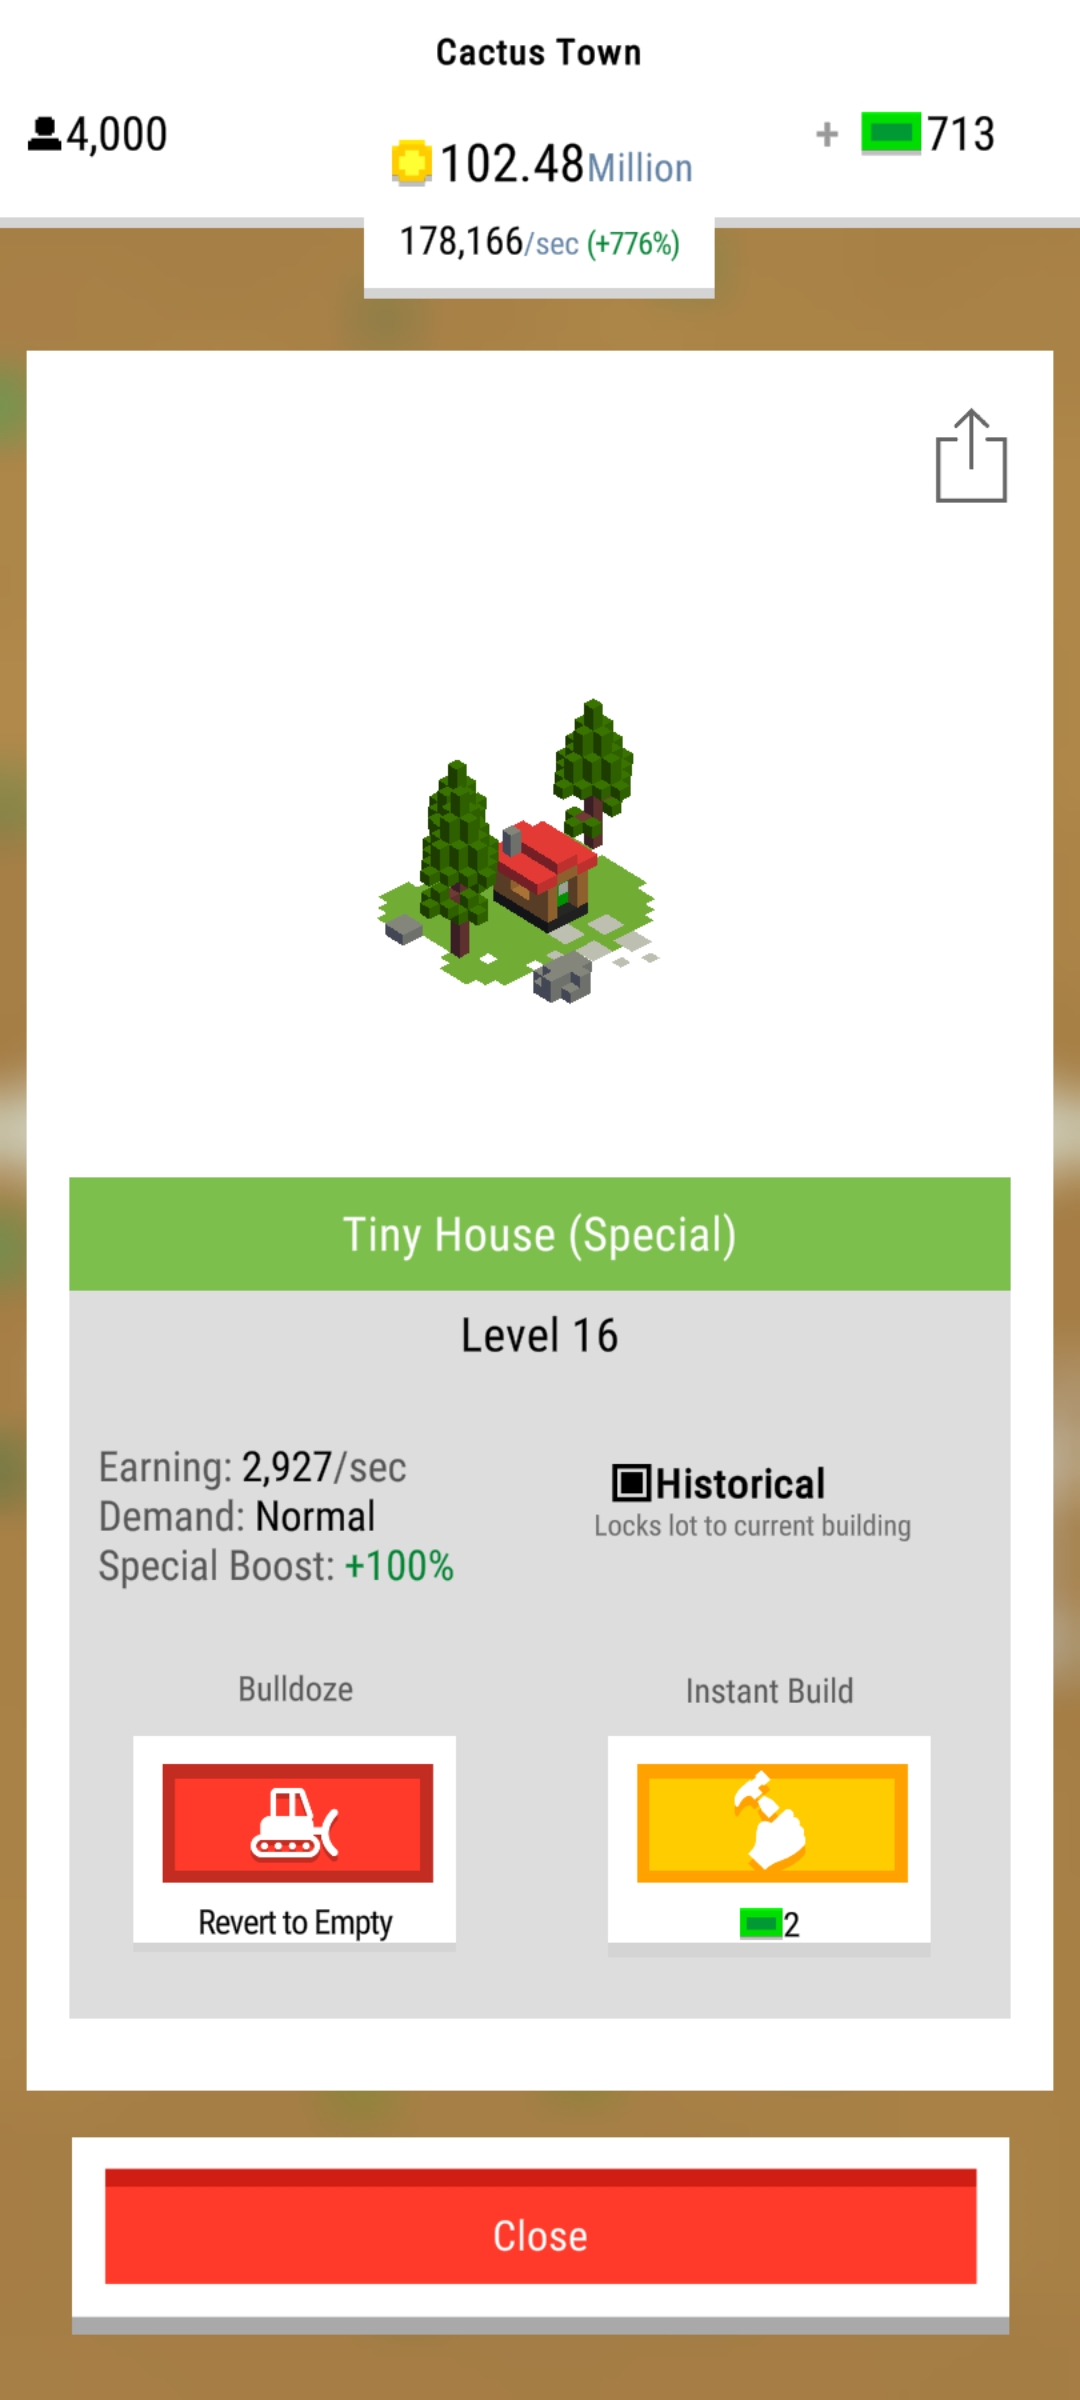 Cactus Town
4,000
102.48Million
+ 713
178,166/sec (+776%)
Tiny House (Special)
Level 16
Earning: 2,927/sec
Demand: Normal
Special Boost: +100%
Historical
Locks lot to current building
Bulldoze
Revert to Empty
Instant Build
2
Close